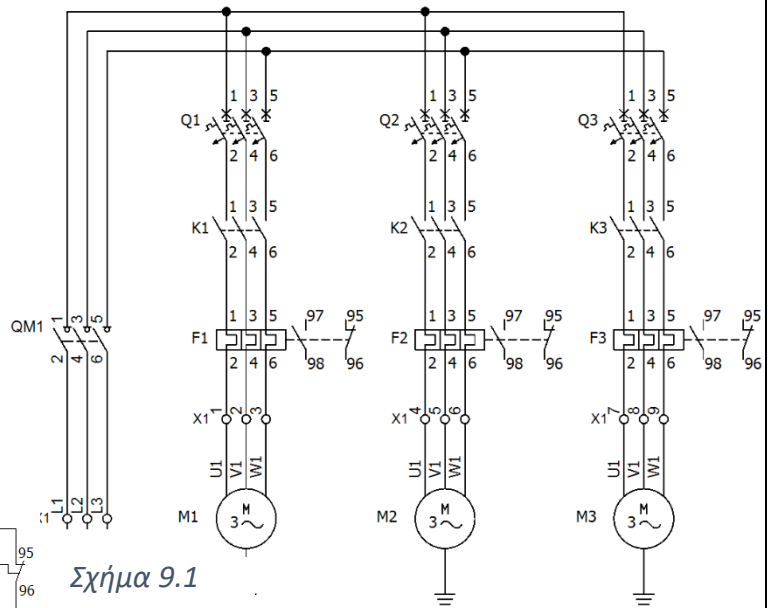 1 3 5 1 3 5 1 3 5
Q1 Q2 Q3
2 4 6 2 4 6 2 4 6
1 3 5 1 3 5 1 3 5
K1 K2 K3
2 4 6 2 4 6 2 4 6
1 3 5
QM1
2 4 6
1 3 5 97 95 1 3 5 97 95 1 3 5 97 95
F1 F2 F3
2 4 6 98 96 2 4 6 98 96 2 4 6 98 96
X1 1 2 3 X1 4 5 6 X1 7 8 9
U1 V1 W1 U1 V1 W1 U1 V1 W1
L1 L2 L3
M1 M 3 M2 M 3 M3 M 3
95
96
Σχήμα 9.1